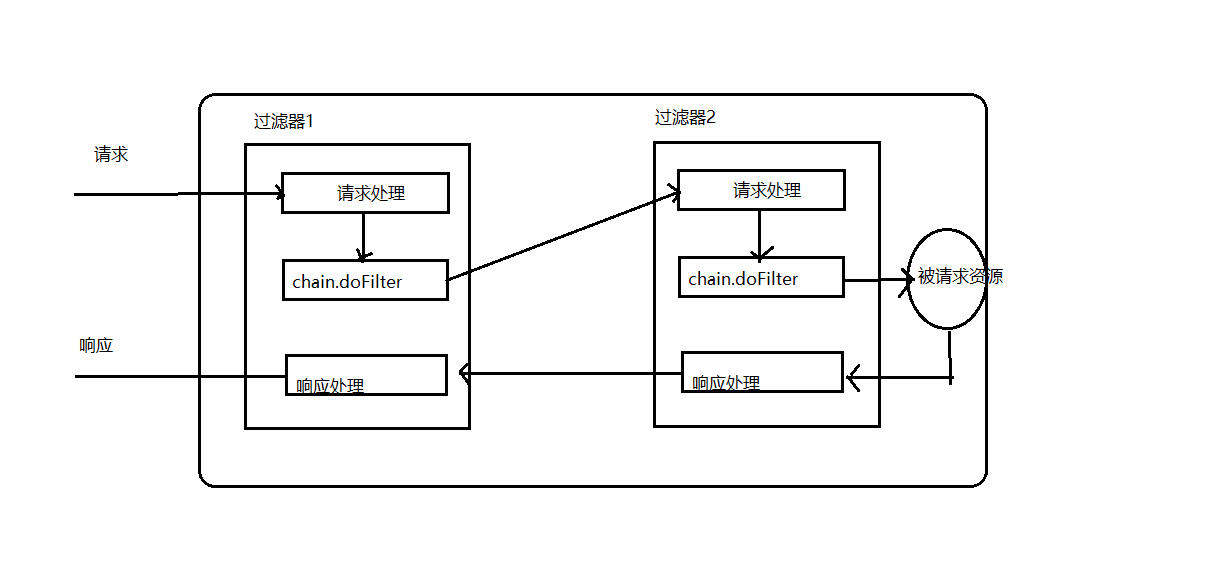 过滤器1
过滤器2
请求
请求处理
请求处理
chain.doFilter
chain.doFilter
被请求资源
响应
响应处理
响应处理